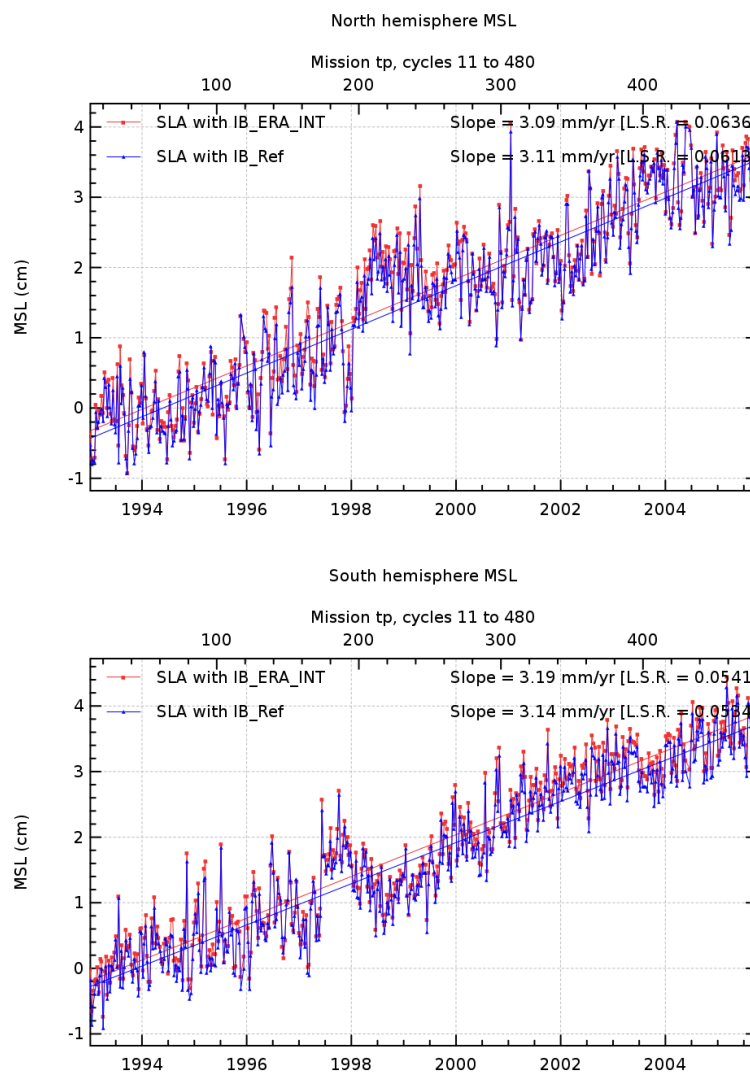 North hemisphere MSL
Mission tp, cycles 11 to 480
100 200 300 400
SLA with IB_ERA_INT Slope = 3.09 mm/yr [L.S.R. = 0.0636
SLA with IB_Ref Slope = 3.11 mm/yr [L.S.R. = 0.0613
4
3
2
1
0
-1
MSL (cm)
1994 1996 1998 2000 2002 2004
South hemisphere MSL
Mission tp, cycles 11 to 480
100 200 300 400
SLA with IB_ERA_INT Slope = 3.19 mm/yr [L.S.R. = 0.0541
SLA with IB_Ref Slope = 3.14 mm/yr [L.S.R. = 0.0534
4
3
2
1
0
-1
MSL (cm)
1994 1996 1998 2000 2002 2004